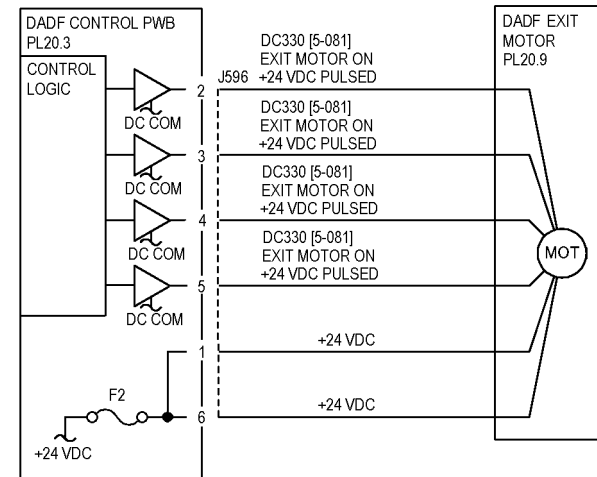 DADF CONTROL PWB
PL20.3
CONTROL
LOGIC
DC COM
DC COM
DC COM
DC COM
F2
+24 VDC
J596
2
3
4
5
1
6
DC330 [5-081]
EXIT MOTOR ON
+24 VDC PULSED
DC330 [5-081]
EXIT MOTOR ON
+24 VDC PULSED
DC330 [5-081]
EXIT MOTOR ON
+24 VDC PULSED
DC330 [5-081]
EXIT MOTOR ON
+24 VDC PULSED
+24 VDC
+24 VDC
DADF EXIT
MOTOR
PL20.9
MOT